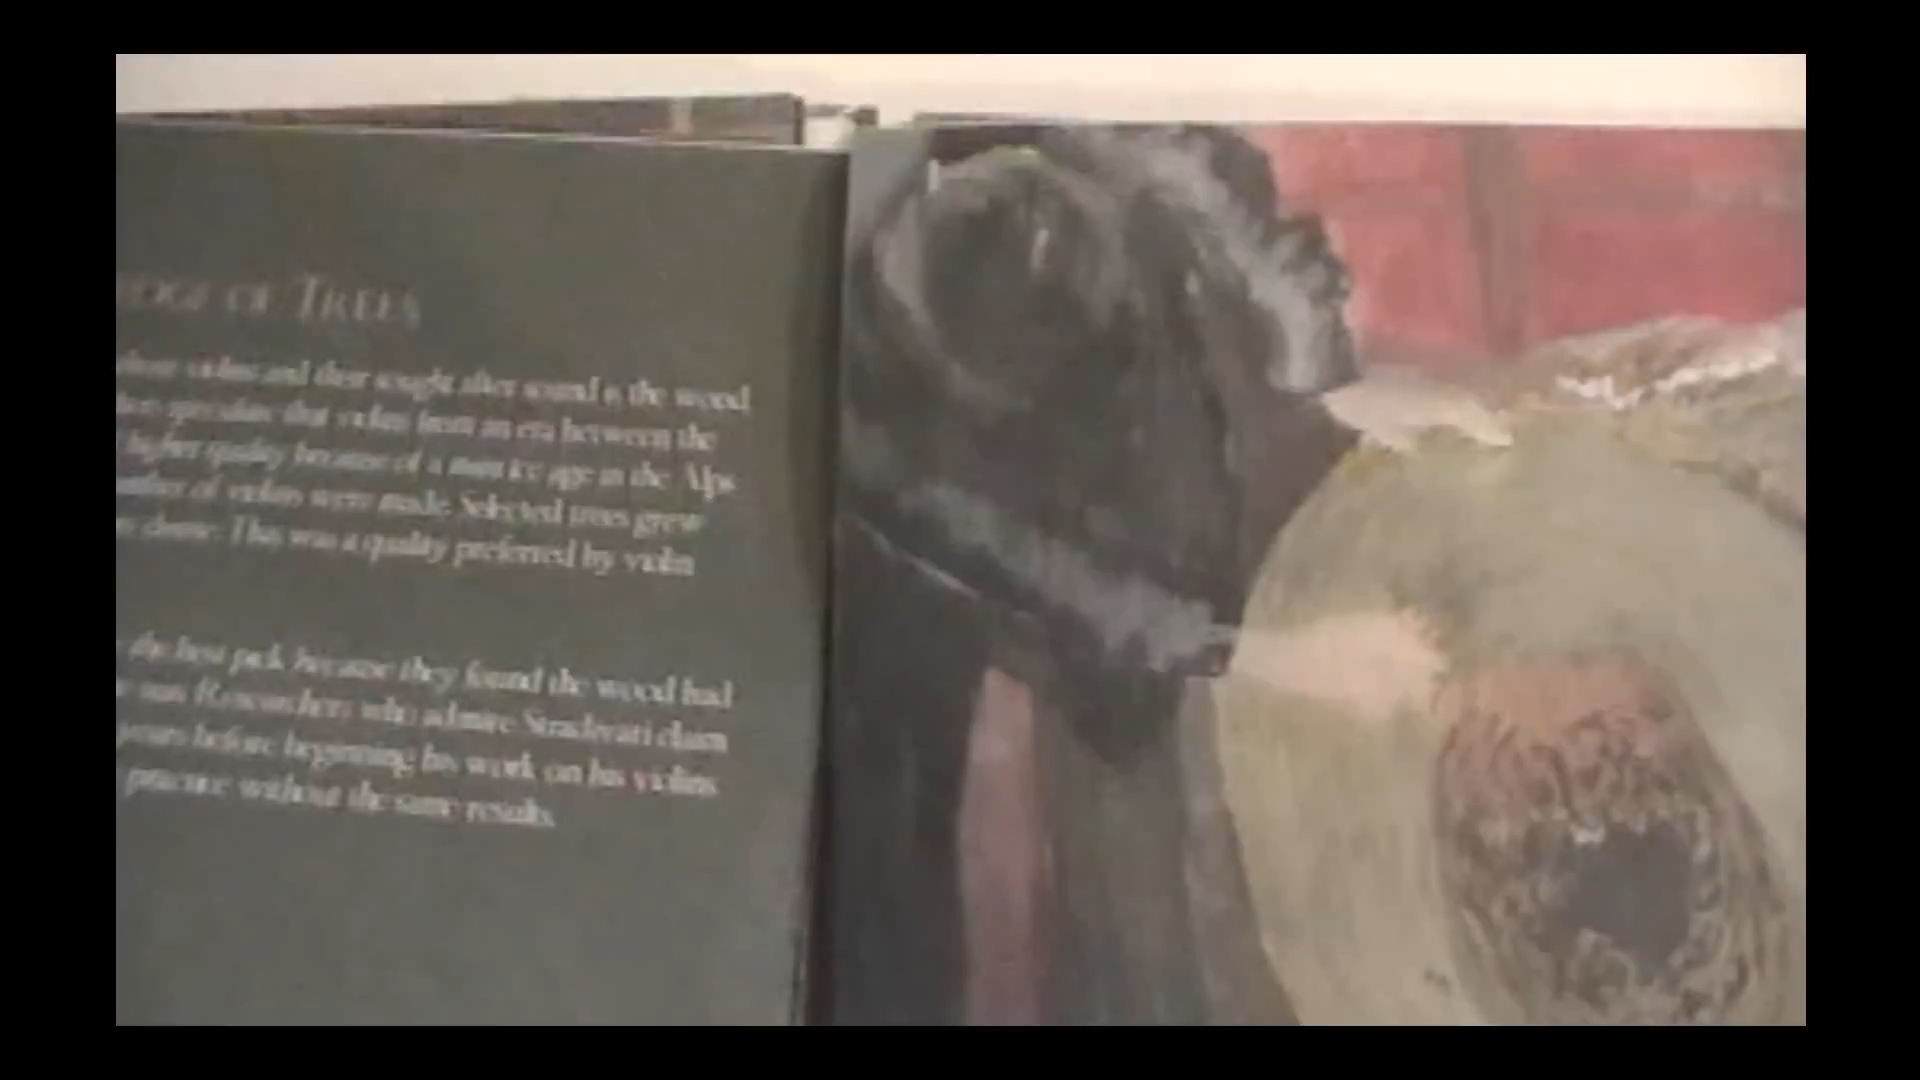 OF TREES
violins and their sought after sound is the wood
speculate that violins from an era between the
higher quality because of a mini ice age in the Alps
number of violins were made. Selected trees grew
This was a quality preferred by violin
the best pick because they found the wood had
Researchers who admire Stradivari claim
years before beginning his work on his violins
practice without the same results.